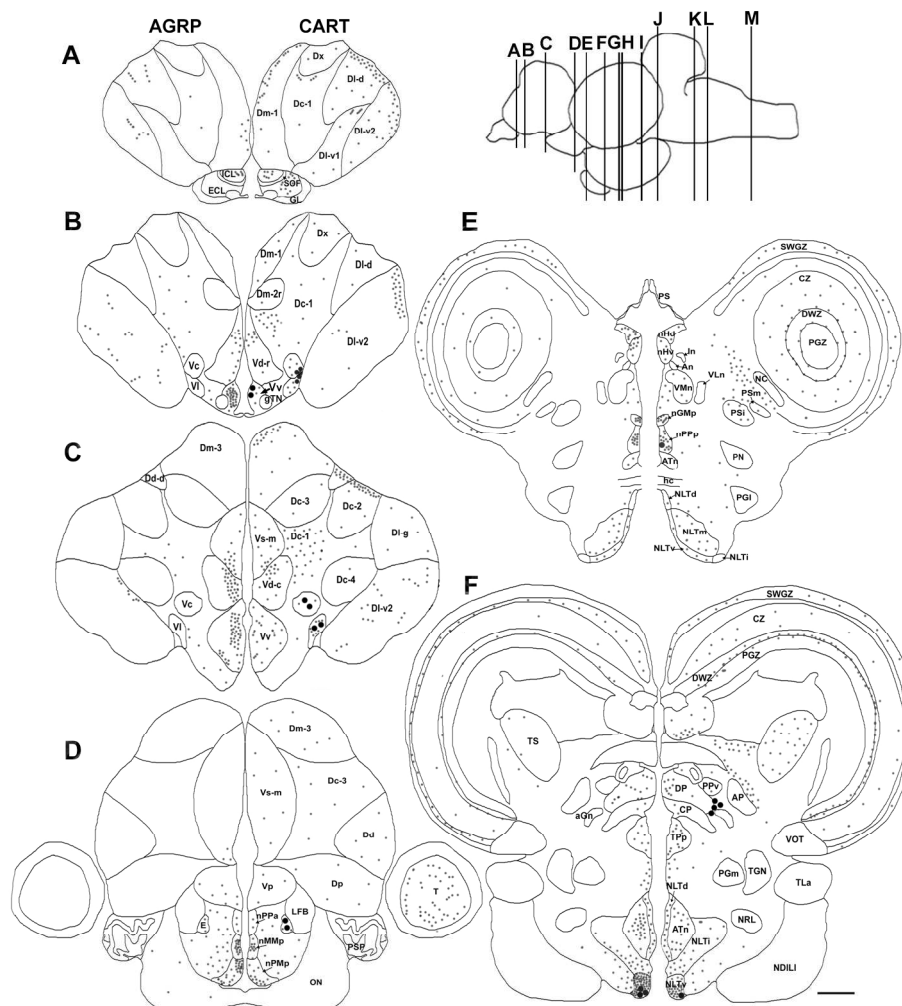 AGRP
CART
A
Dx
Dl-d
Dm-1
Dc-1
Dl-v2
Dl-v1
ICL
SOF
ECL
GL
B
Dx
Dm-1
Dl-d
Dm-2r
Dc-1
Dl-v2
Vd-r
Vc
Vl
Vv
gTN
C
Dm-3
Dd-d
Dc-3
Dc-2
Dc-1
Vs-m
Dl-g
Vd-c
Dc-4
Dl-v2
Vc
Vl
Vv
D
Dm-3
Vs-m
Dc-3
Dd
Vp
Dp
T
E
nPPa
LFB
nMMp
PSP
nPMp
ON
A B C D E F G H I J K L M
E
SWGZ
PS
CZ
DWZ
PGZ
nHd
nHv
In
An
VLn
VMn
NC
PSm
PSi
nGMp
nPPp
ATn
PN
hc
NLTd
PGl
NLTm
NLTv
NLTi
F
SWGZ
CZ
PGZ
DWZ
TS
DP
PPv
AP
aGn
CP
TPp
VOT
PGm
TGN
TLa
NLTd
ATn
NRL
NLTi
NDILl
NLTv